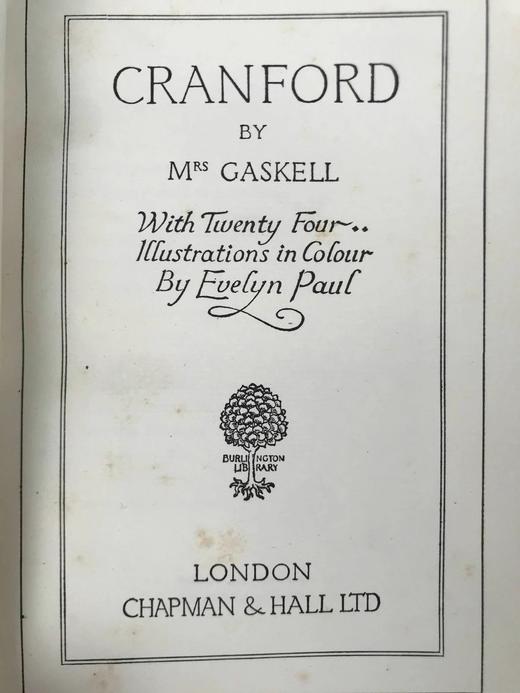 CRANFORD
BY
MRS GASKELL
With Twenty Four..
Illustrations in Colour
By Evelyn Paul
BURLINGTON
LIBRARY
LONDON
CHAPMAN & HALL LTD